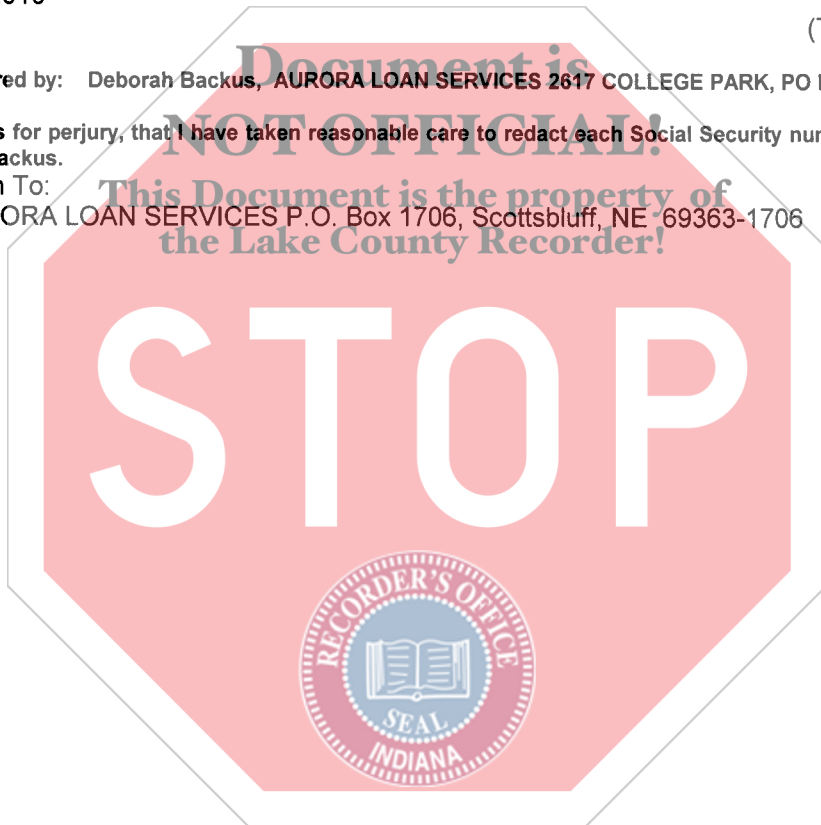 Document is
red by: Deborah Backus, AURORA LOAN SERVICES 2617 COLLEGE PARK, PO
NOT OFFICIAL!
s for perjury, that I have taken reasonable care to redact each Social Security
ackus.
To:
This Document is the property of
ORA LOAN SERVICES P.O. Box 1706, Scottsbluff, NE 69363-1706
the Lake County Recorder!
STOP
RECORDER'S OFFICE
SEAL
INDIANA